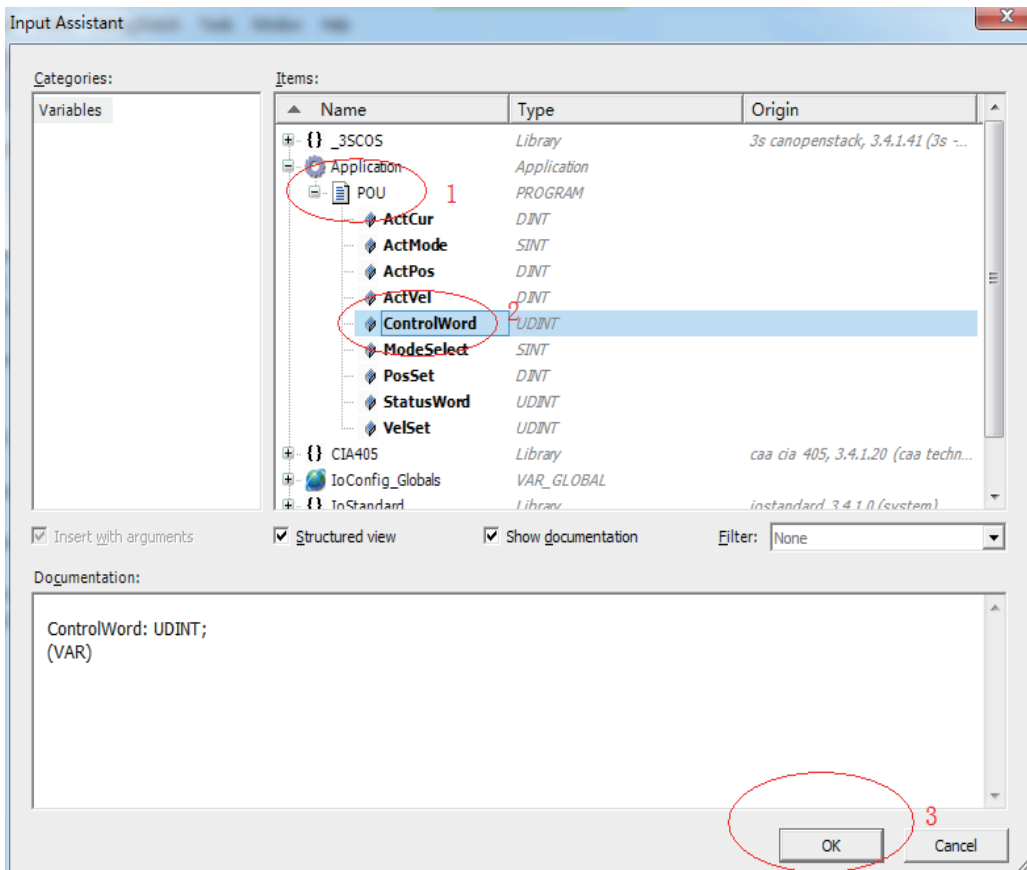 Input Assistant
Tools Window Help
Categories:
Items:
Variables
Name Type Origin
_3SCOS Library 3s canopenstack, 3.4.1.41 (3s -...
Application Application
POU PROGRAM
1
ActCur DINT
ActMode SINT
ActPos DINT
ActVel DINT
2
ControlWord UDINT
ModeSelect SINT
PosSet DINT
StatusWord UDINT
VelSet UDINT
CIA405 Library caa cia 405, 3.4.1.20 (caa techn...
IoConfig_Globals VAR_GLOBAL
IoStandard Library iostandard, 3.4.1.0 (system)
Insert with arguments Structured view Show documentation Filter: None
Documentation:
ControlWord: UDINT;
(VAR)
3
OK Cancel